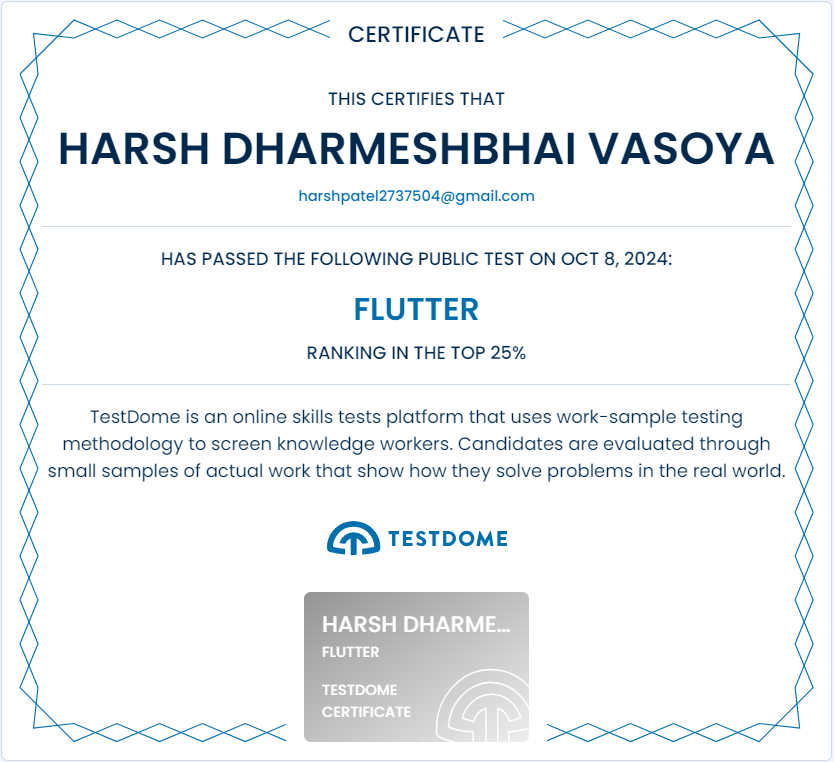 CERTIFICATE
THIS CERTIFIES THAT
HARSH DHARMESHBHAI VASOYA
harshpatel2737504@gmail.com
HAS PASSED THE FOLLOWING PUBLIC TEST ON OCT 8, 2024:
FLUTTER
RANKING IN THE TOP 25%
TestDome is an online skills tests platform that uses work-sample testing
methodology to screen knowledge workers. Candidates are evaluated through
small samples of actual work that show how they solve problems in the real world.
TESTDOME
HARSH DHARME...
FLUTTER
TESTDOME
CERTIFICATE